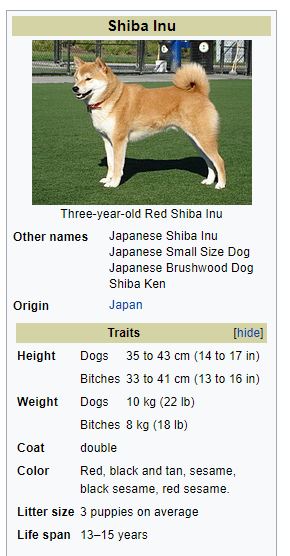 Shiba Inu
Three-year-old Red Shiba Inu
Other names Japanese Shiba Inu
Japanese Small Size Dog
Japanese Brushwood Dog
Shiba Ken
Origin Japan
Traits [hide]
Height Dogs 35 to 43 cm (14 to 17 in)
Bitches 33 to 41 cm (13 to 16 in)
Weight Dogs 10 kg (22 lb)
Bitches 8 kg (18 lb)
Coat double
Color Red, black and tan, sesame,
black sesame, red sesame.
Litter size 3 puppies on average
Life span 13–15 years